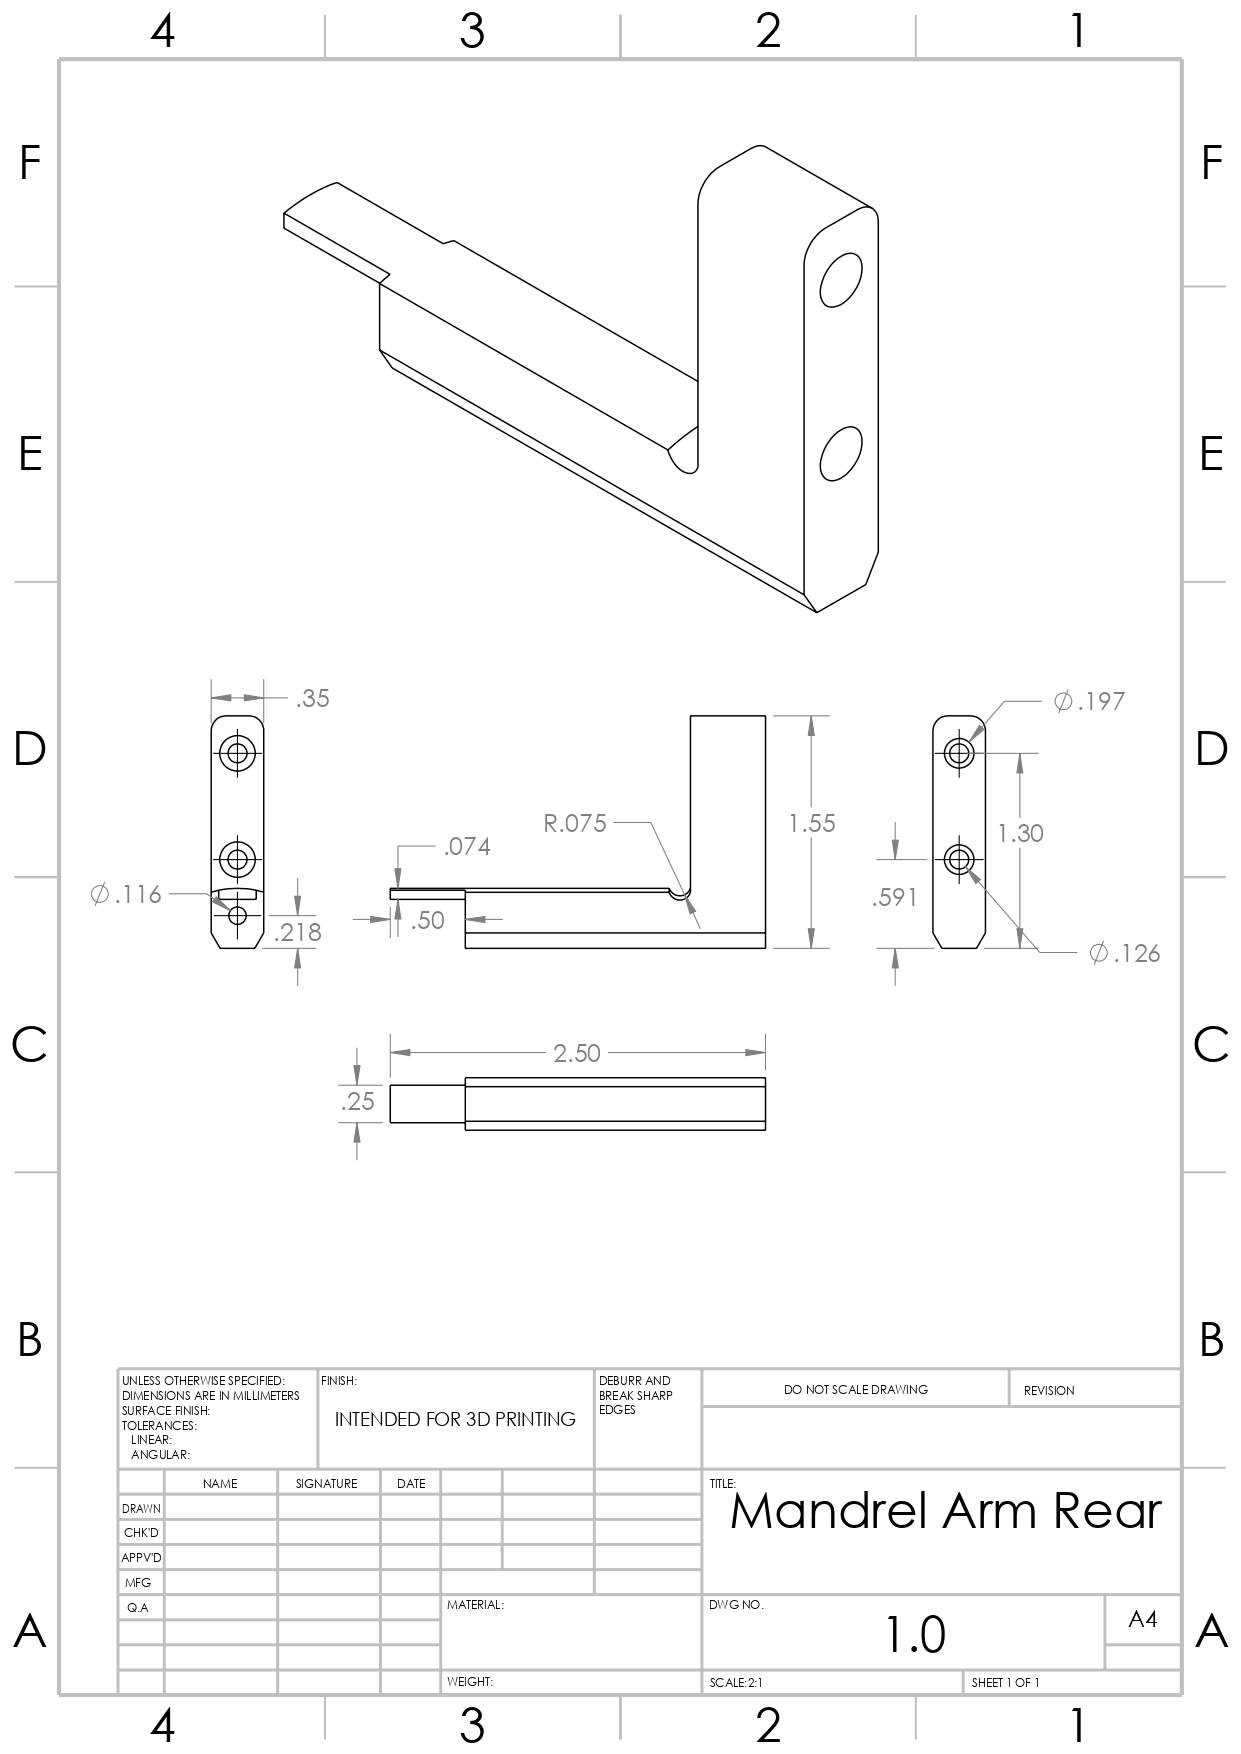 4 3 2 1
F F
E E
D D
C C
B B
A A
.35
Ø.197
R.075
1.55
1.30
.074
Ø.116
.50
.591
.218
Ø.126
2.50
.25
UNLESS OTHERWISE SPECIFIED:
DIMENSIONS ARE IN MILLIMETERS
SURFACE FINISH:
TOLERANCES:
LINEAR:
ANGULAR:
FINISH:
INTENDED FOR 3D PRINTING
DEBURR AND
BREAK SHARP
EDGES
DO NOT SCALE DRAWING
REVISION
NAME SIGNATURE DATE
DRAWN
CHK'D
APPV'D
MFG
Q.A
TITLE:
Mandrel Arm Rear
MATERIAL:
DWG NO.
1.0
A4
WEIGHT:
SCALE:2:1
SHEET 1 OF 1
4 3 2 1